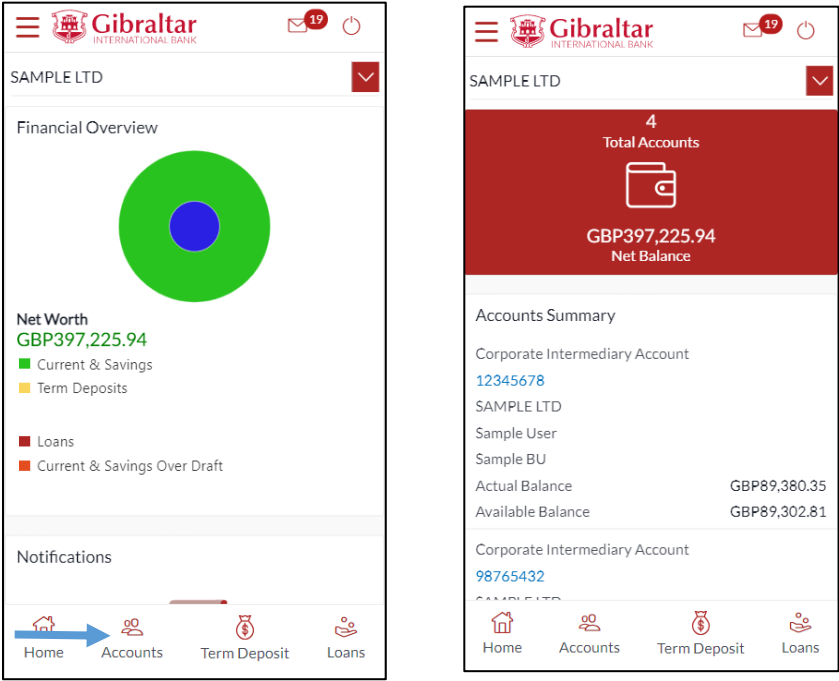 Gibraltar
INTERNATIONAL BANK
19
SAMPLE LTD
Financial Overview
Net Worth
GBP397,225.94
Current & Savings
Term Deposits
Loans
Current & Savings Over Draft
Notifications
Home Accounts Term Deposit Loans
Gibraltar
INTERNATIONAL BANK
19
SAMPLE LTD
4
Total Accounts
GBP397,225.94
Net Balance
Accounts Summary
Corporate Intermediary Account
12345678
SAMPLE LTD
Sample User
Sample BU
Actual Balance GBP89,380.35
Available Balance GBP89,302.81
Corporate Intermediary Account
98765432
SAMPLE LTD
Home Accounts Term Deposit Loans